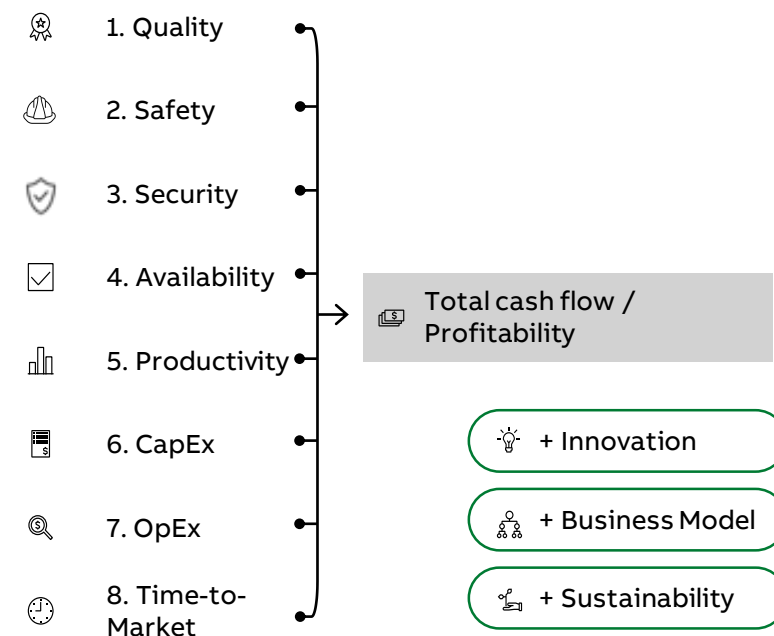 1. Quality
2. Safety
3. Security
4. Availability
5. Productivity
6. CapEx
7. OpEx
8. Time-to-
Market
Total cash flow /
Profitability
+ Innovation
+ Business Model
+ Sustainability